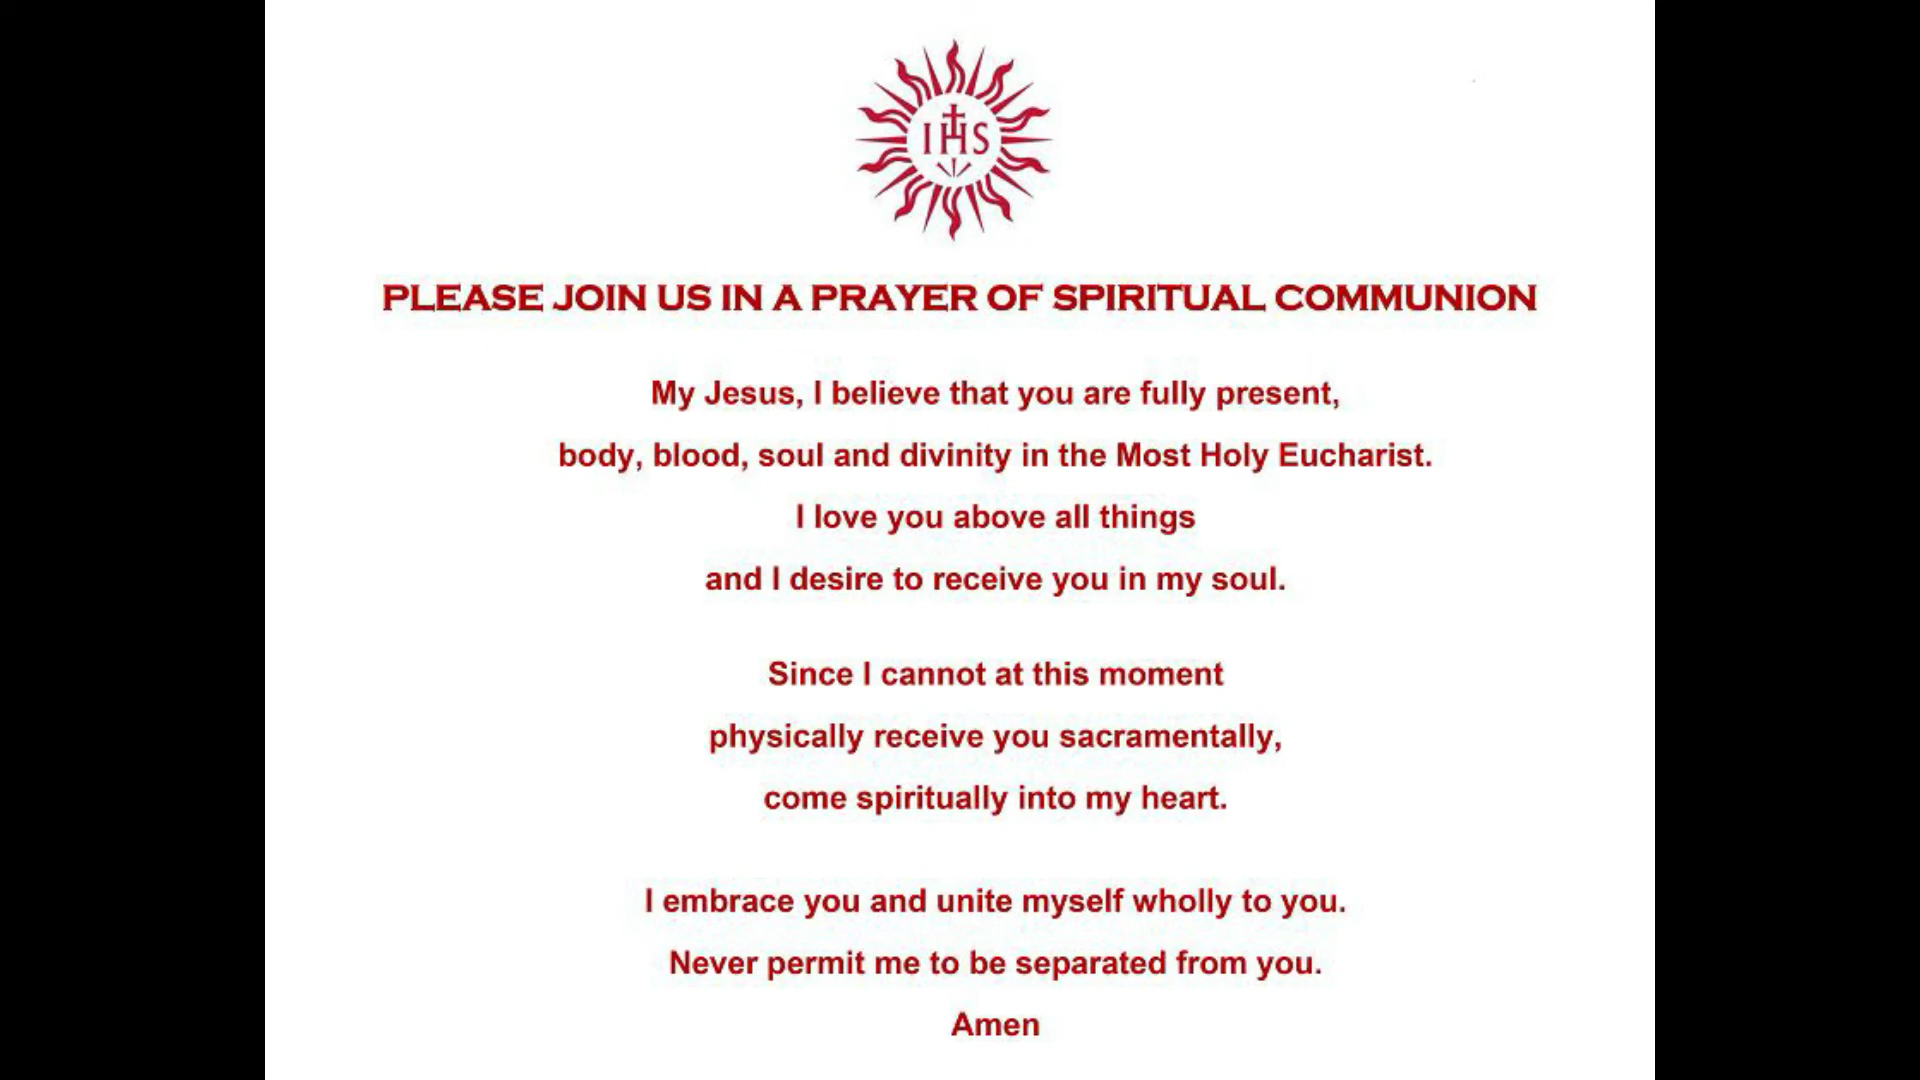 IHS
PLEASE JOIN US IN A PRAYER OF SPIRITUAL COMMUNION
My Jesus, I believe that you are fully present,
body, blood, soul and divinity in the Most Holy Eucharist.
I love you above all things
and I desire to receive you in my soul.
Since I cannot at this moment
physically receive you sacramentally,
come spiritually into my heart.
I embrace you and unite myself wholly to you.
Never permit me to be separated from you.
Amen